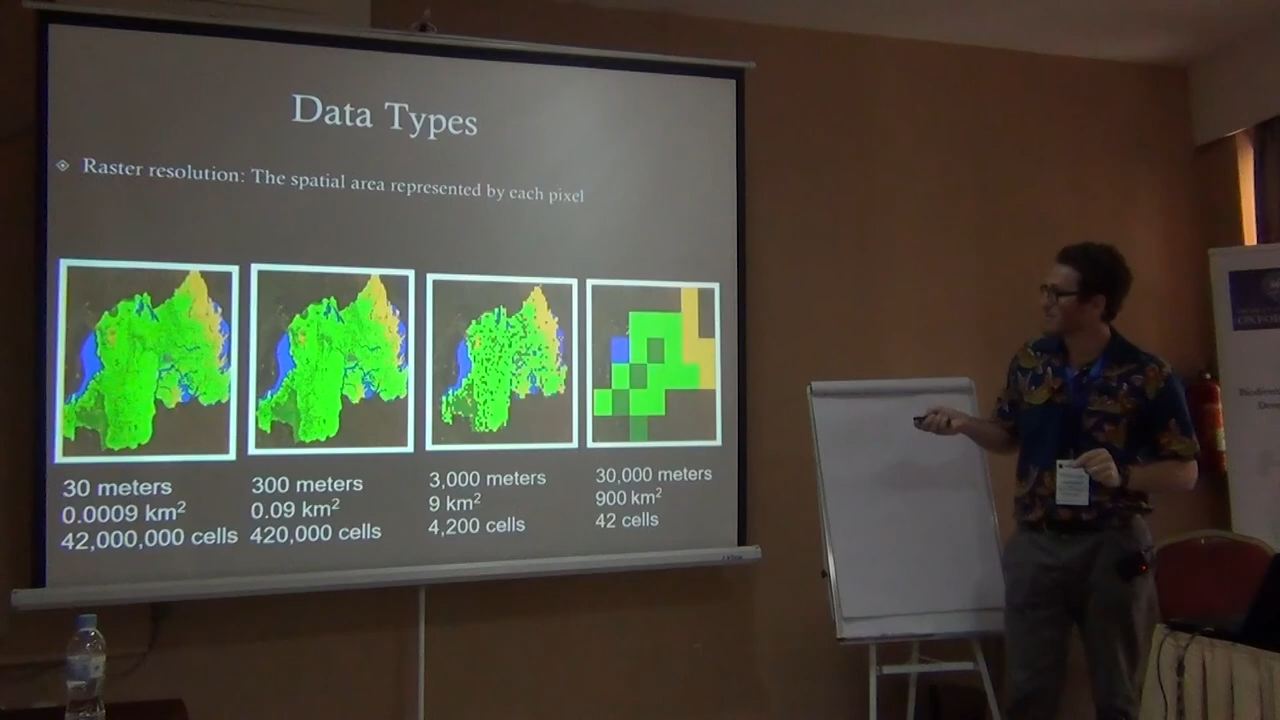 Data Types
Raster resolution: The spatial area represented by each pixel
30 meters
0.0009 km²
42,000,000 cells
300 meters
0.09 km²
420,000 cells
3,000 meters
9 km²
4,200 cells
30,000 meters
900 km²
42 cells